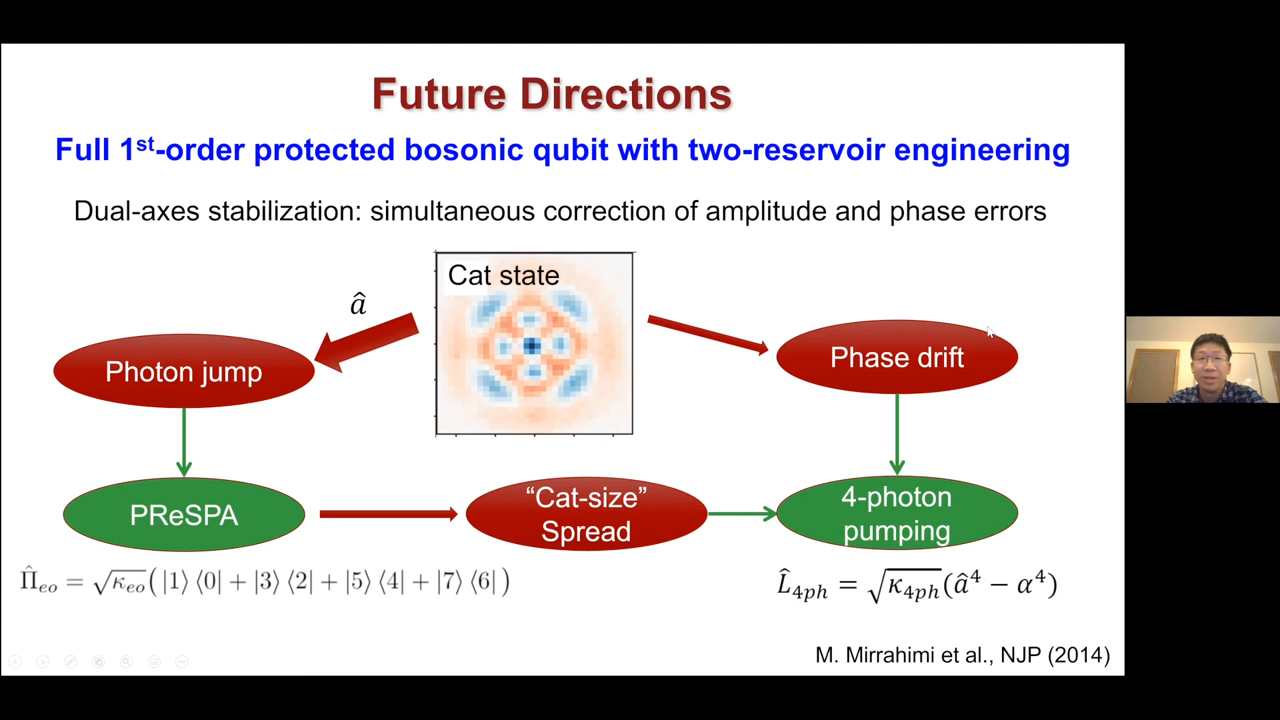 Future Directions
Full 1st-order protected bosonic qubit with two-reservoir engineering
Dual-axes stabilization: simultaneous correction of amplitude and phase errors
Cat state
â
Photon jump
Phase drift
PReSPA
“Cat-size”
Spread
4-photon
pumping
Π̂ₑₒ = √κₑₒ(|1⟩ ⟨0| + |3⟩ ⟨2| + |5⟩ ⟨4| + |7⟩ ⟨6|)
L̂₄ₚₕ = √κ₄ₚₕ(â⁴ − α⁴)
M. Mirrahimi et al., NJP (2014)